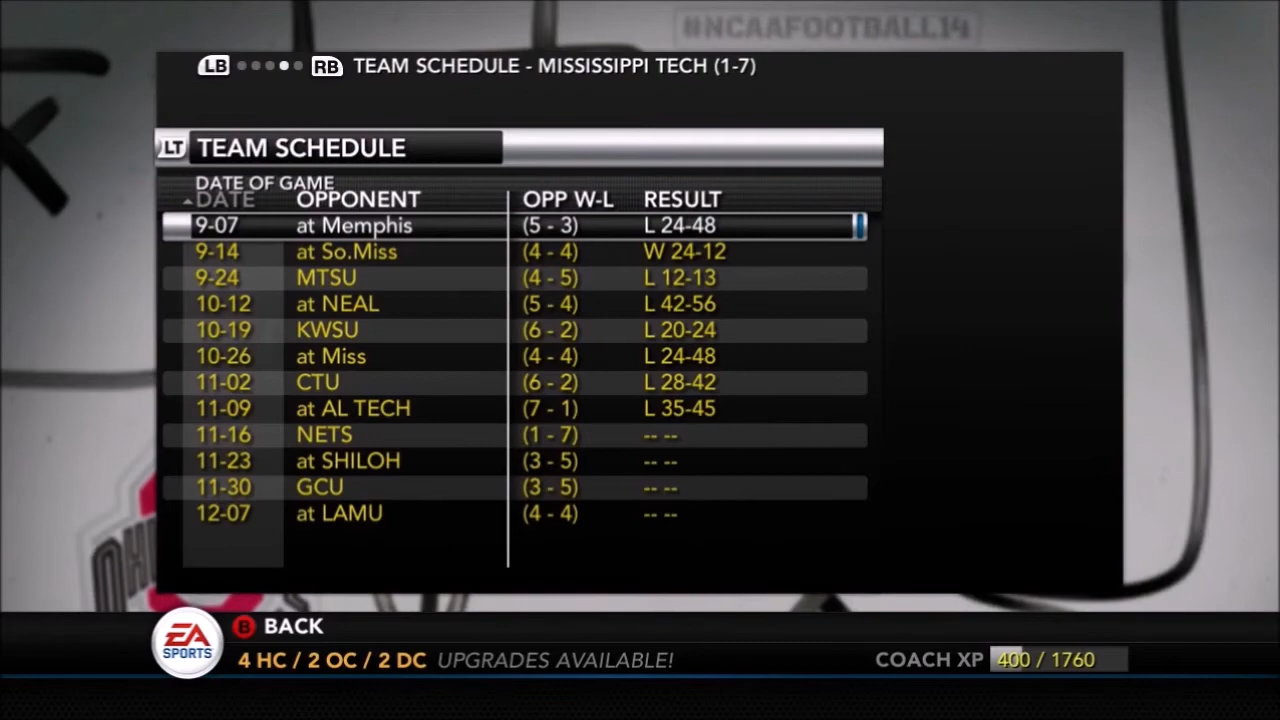 #NCAAFOOTBALL14
LB RB TEAM SCHEDULE - MISSISSIPPI TECH (1-7)
LT TEAM SCHEDULE
DATE OF GAME
DATE OPPONENT OPP W-L RESULT
9-07 at Memphis (5 - 3) L 24-48
9-14 at So.Miss (4 - 4) W 24-12
9-24 MTSU (4 - 5) L 12-13
10-12 at NEAL (5 - 4) L 42-56
10-19 KWSU (6 - 2) L 20-24
10-26 at Miss (4 - 4) L 24-48
11-02 CTU (6 - 2) L 28-42
11-09 at AL TECH (7 - 1) L 35-45
11-16 NETS (1 - 7) -- --
11-23 at SHILOH (3 - 5) -- --
11-30 GCU (3 - 5) -- --
12-07 at LAMU (4 - 4) -- --
EA SPORTS
B BACK
4 HC / 2 OC / 2 DC UPGRADES AVAILABLE! COACH XP 400 / 1760